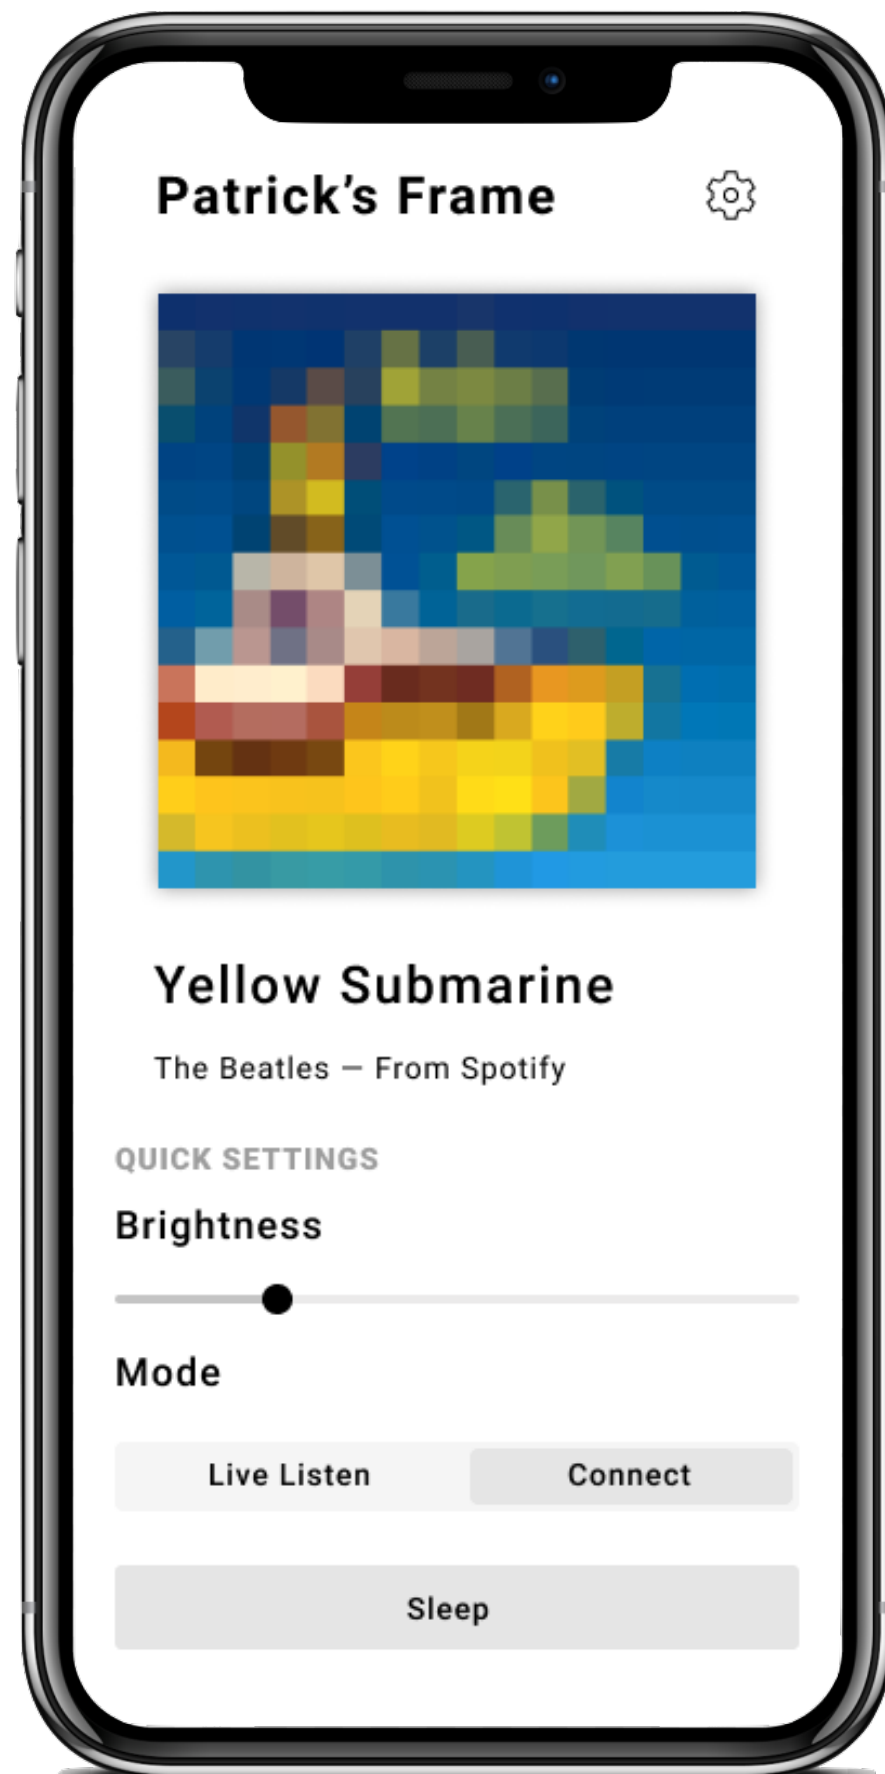 Patrick’s Frame
Yellow Submarine
The Beatles — From Spotify
QUICK SETTINGS
Brightness
Mode
Live Listen
Connect
Sleep